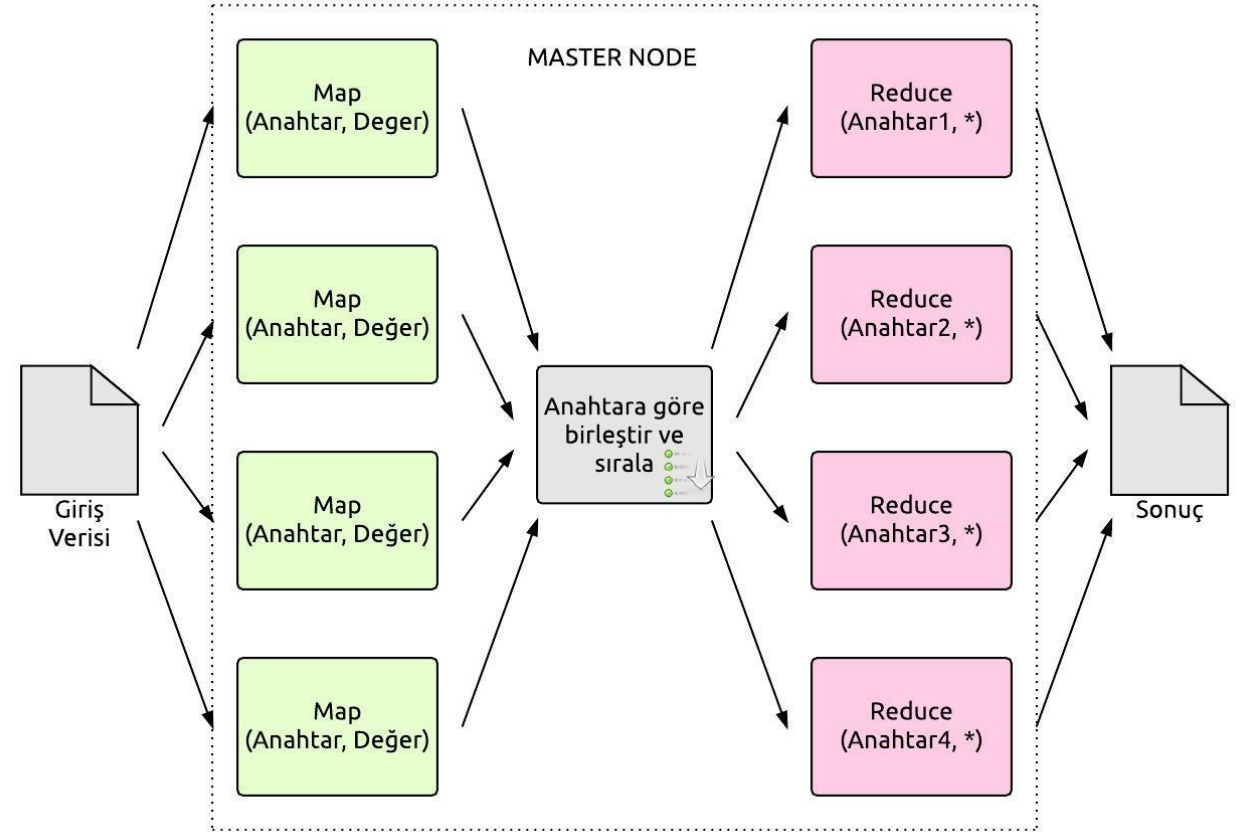 MASTER NODE
Map
(Anahtar, Deger)
Map
(Anahtar, Değer)
Map
(Anahtar, Değer)
Map
(Anahtar, Değer)
Giriş
Verisi
Anahtara göre
birleştir ve
sırala
Reduce
(Anahtar1, *)
Reduce
(Anahtar2, *)
Reduce
(Anahtar3, *)
Reduce
(Anahtar4, *)
Sonuç